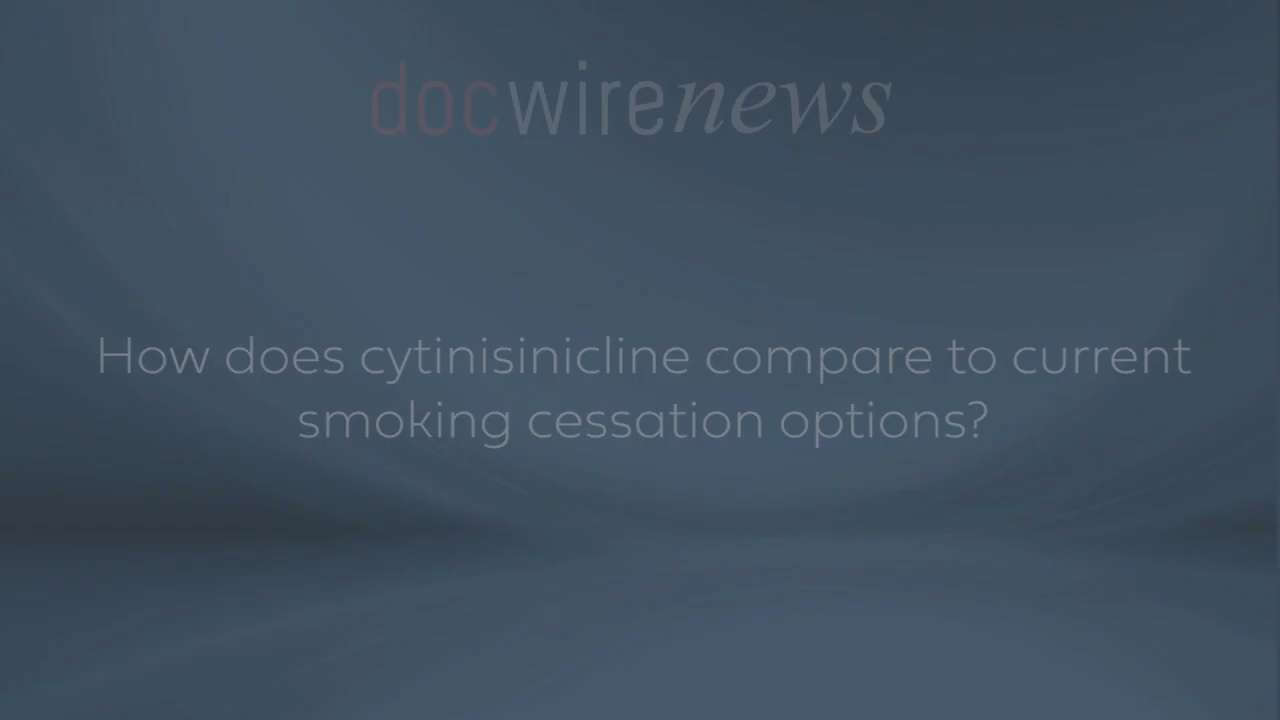 docwirenews
How does cytinisinicline compare to current
smoking cessation options?